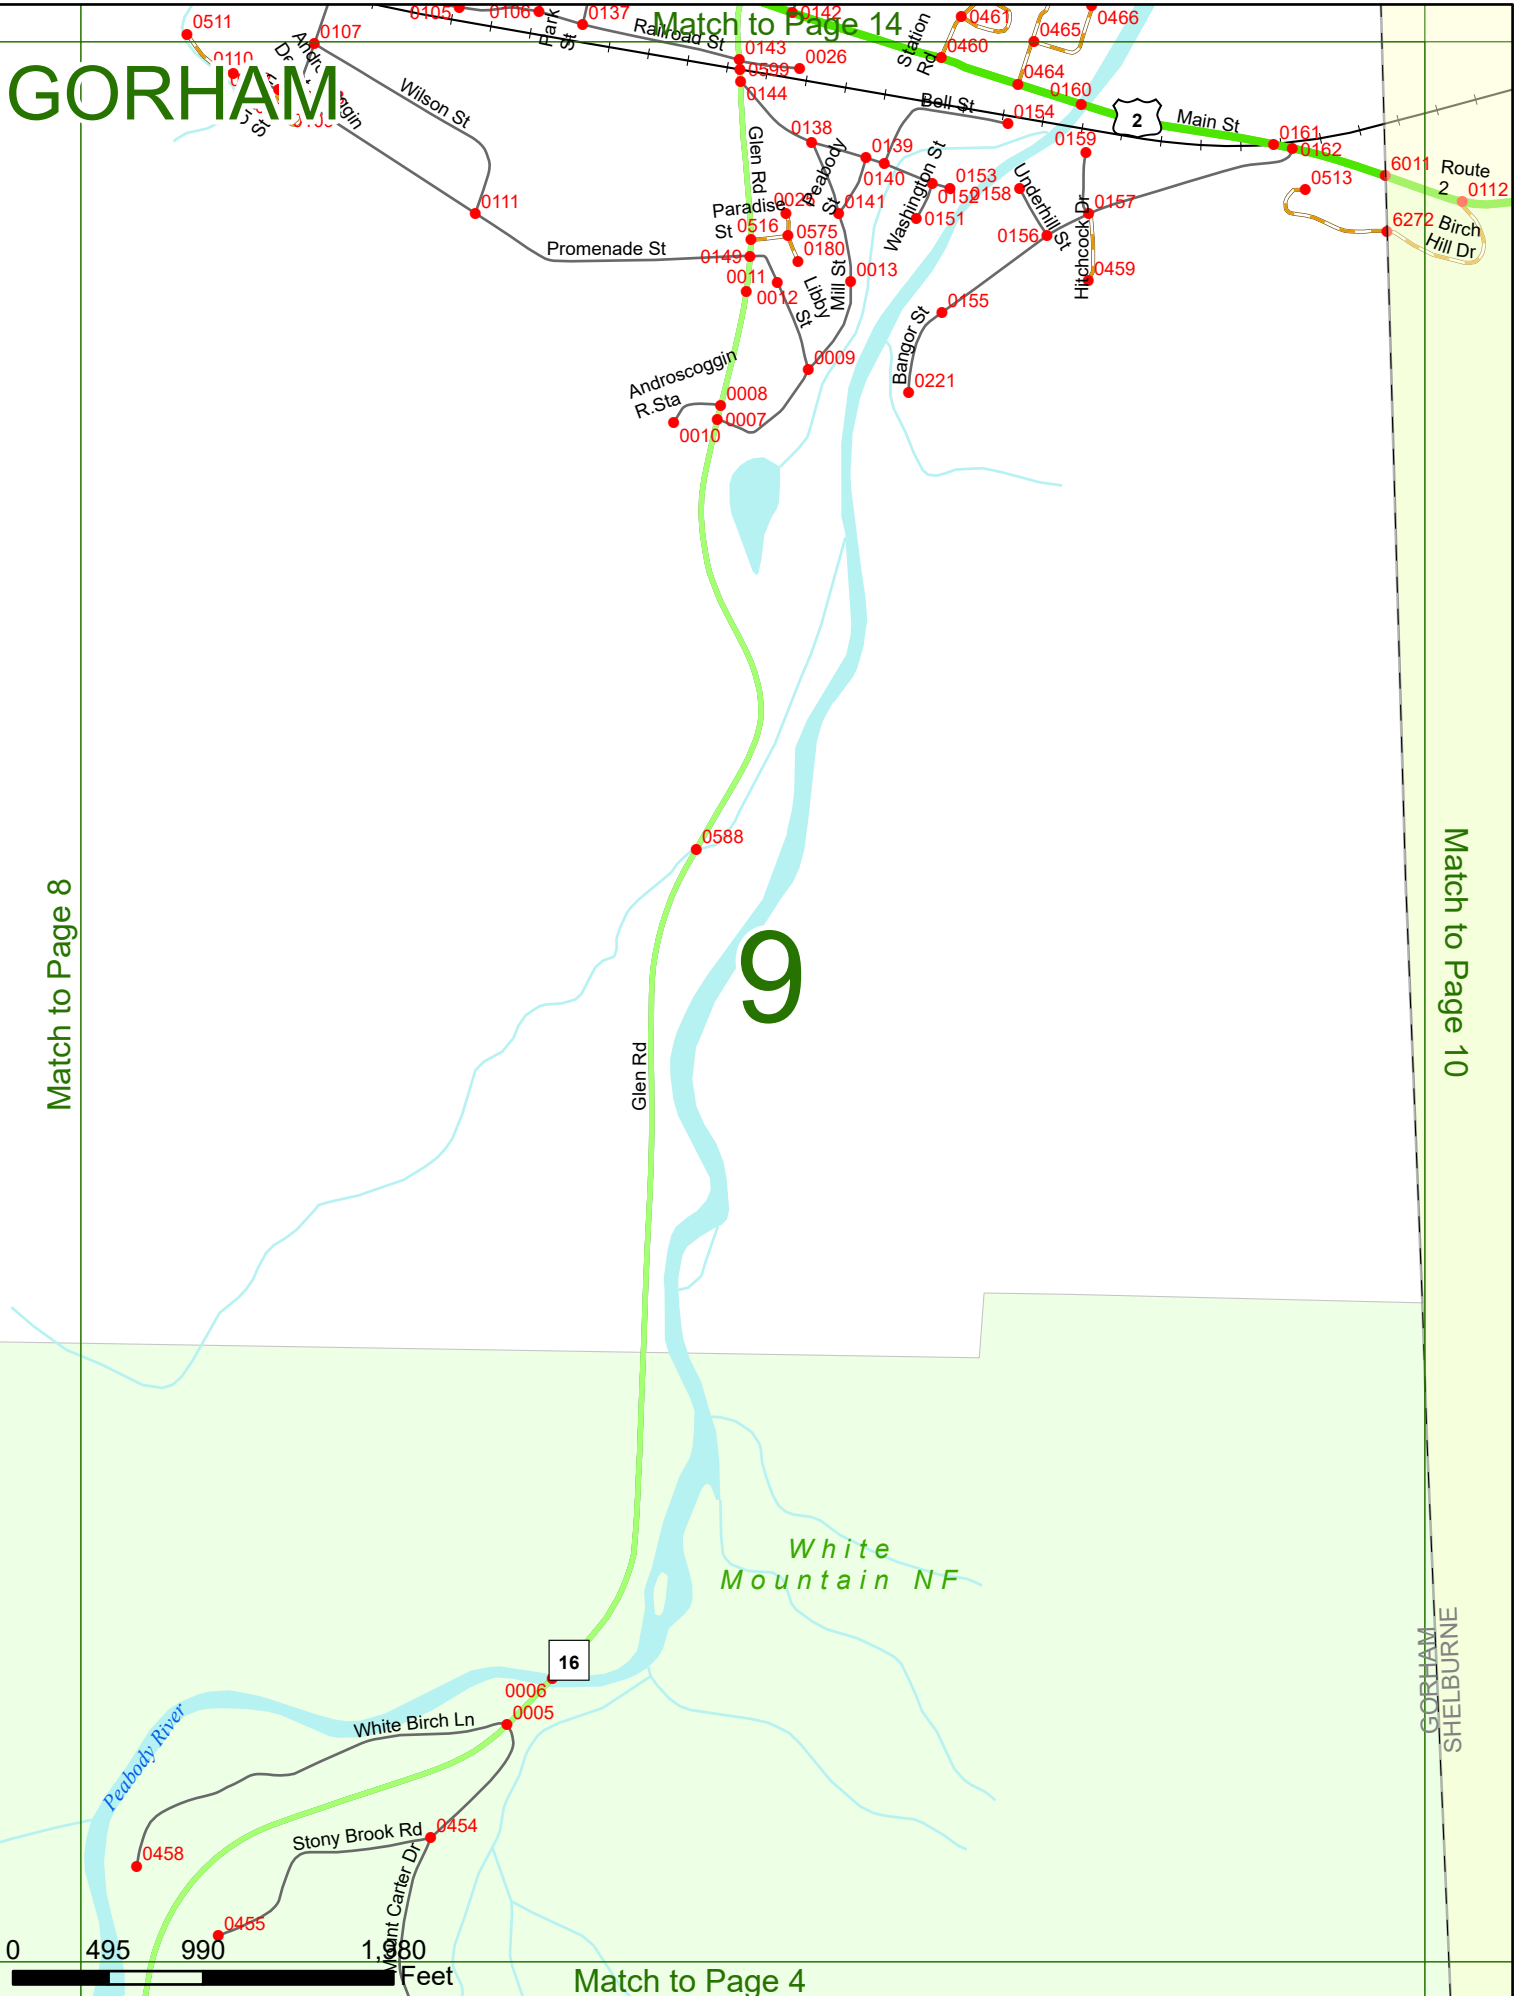 Match to Page 14
GORHAM
0511
0107
0105
0106
Park
St
0137
Railroad St
0142
0143
0599
0144
0026
Station
Rd
0461
0460
0465
0466
0464
0160
2
Main St
0161
0162
6011
Route
2
0112
0110
Wilson St
Bell St
0154
0138
0139
0140
Peabody
St
0159
0513
Glen Rd
0153
0152
0158
Washington St
0151
Underhill St
0157
Hitchcock Dr
6272
Birch
Hill Dr
0111
Paradise
St
0516
0575
0180
0141
0156
0459
Promenade St
0149
0011
0012
Libby
St
Mill St
0013
0155
Bangor St
0221
0009
Androscoggin
R.Sta
0008
0007
0010
0588
Match to Page 8
9
Match to Page 10
Glen Rd
White
Mountain NF
GORHAM
SHELBURNE
16
0006
0005
White Birch Ln
Peabody River
0458
Stony Brook Rd
0454
Mount Carter Dr
0455
0 495 990 1,980
Feet
Match to Page 4